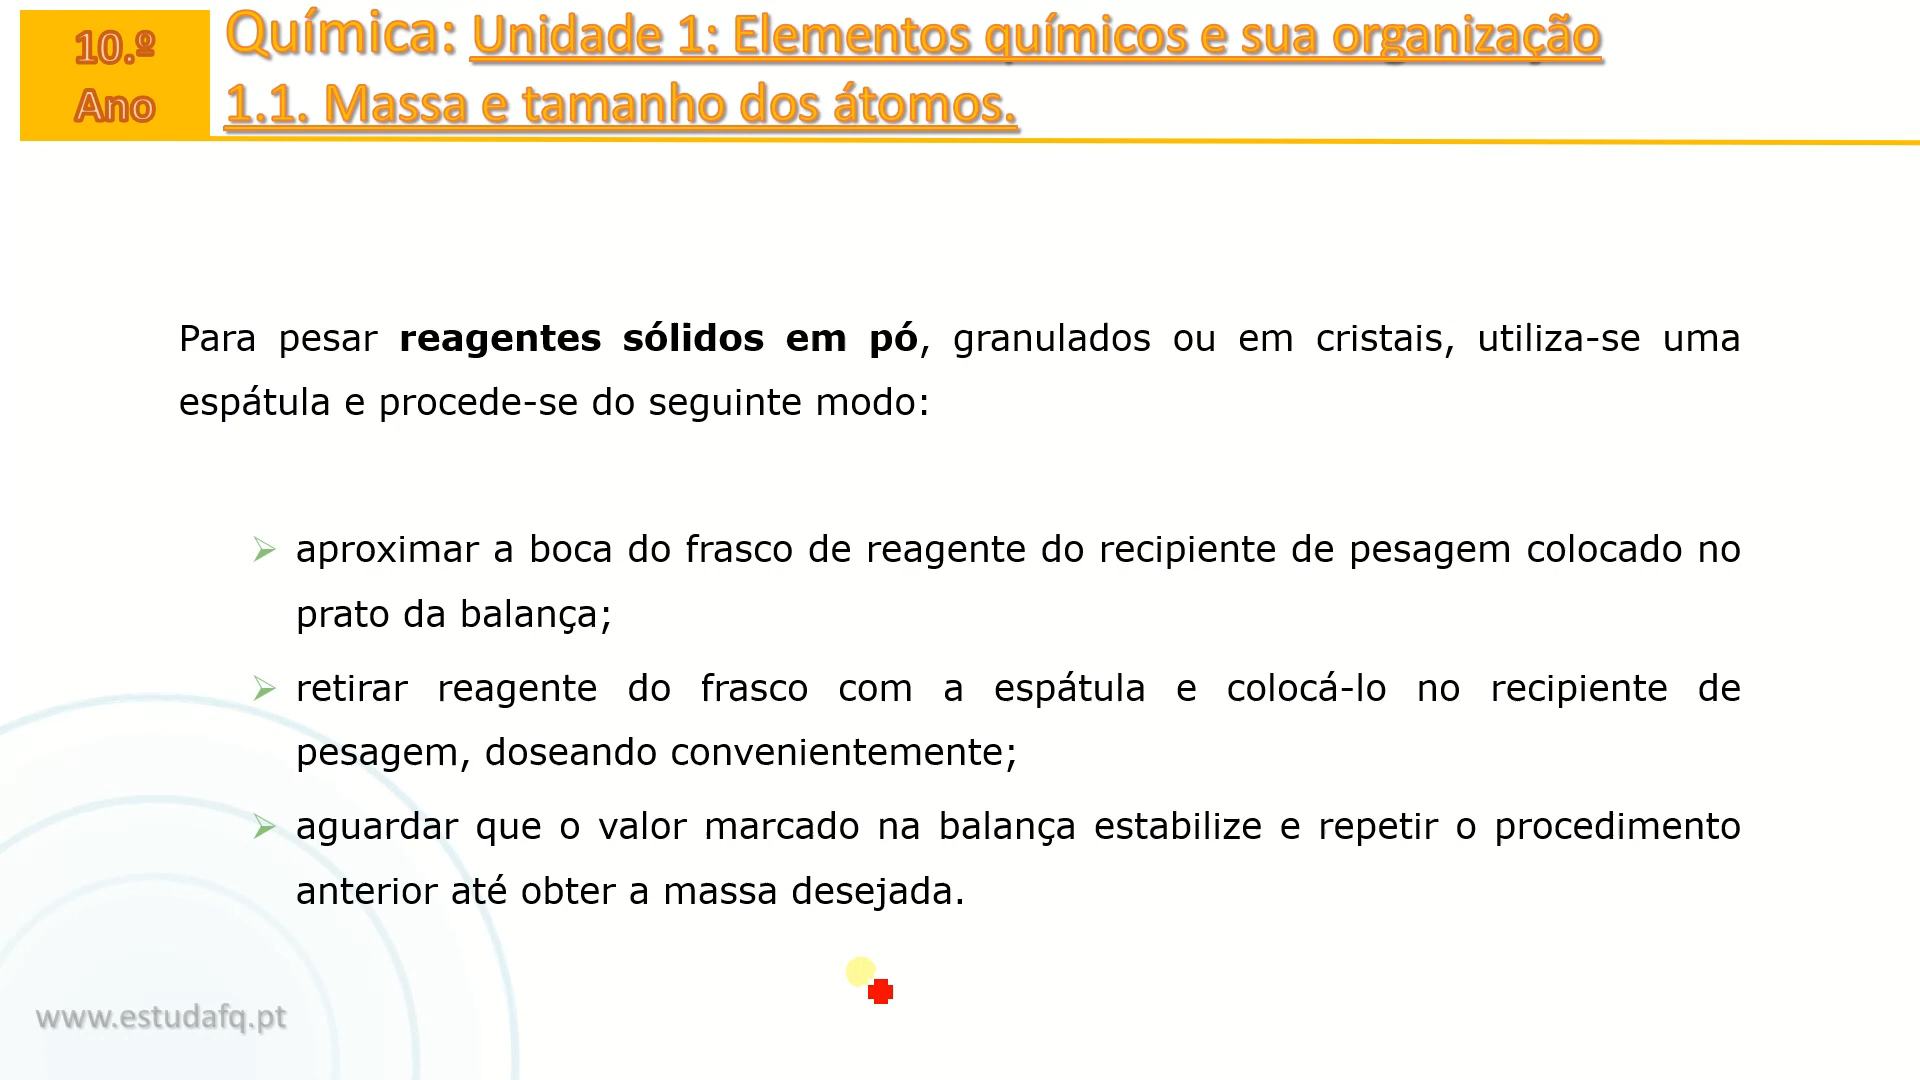 10.º
Ano
Química: Unidade 1: Elementos químicos e sua organização
1.1. Massa e tamanho dos átomos.
Para pesar reagentes sólidos em pó, granulados ou em cristais, utiliza-se uma
espátula e procede-se do seguinte modo:
aproximar a boca do frasco de reagente do recipiente de pesagem colocado no
prato da balança;
retirar reagente do frasco com a espátula e colocá-lo no recipiente de
pesagem, doseando convenientemente;
aguardar que o valor marcado na balança estabilize e repetir o procedimento
anterior até obter a massa desejada.
www.estudafq.pt